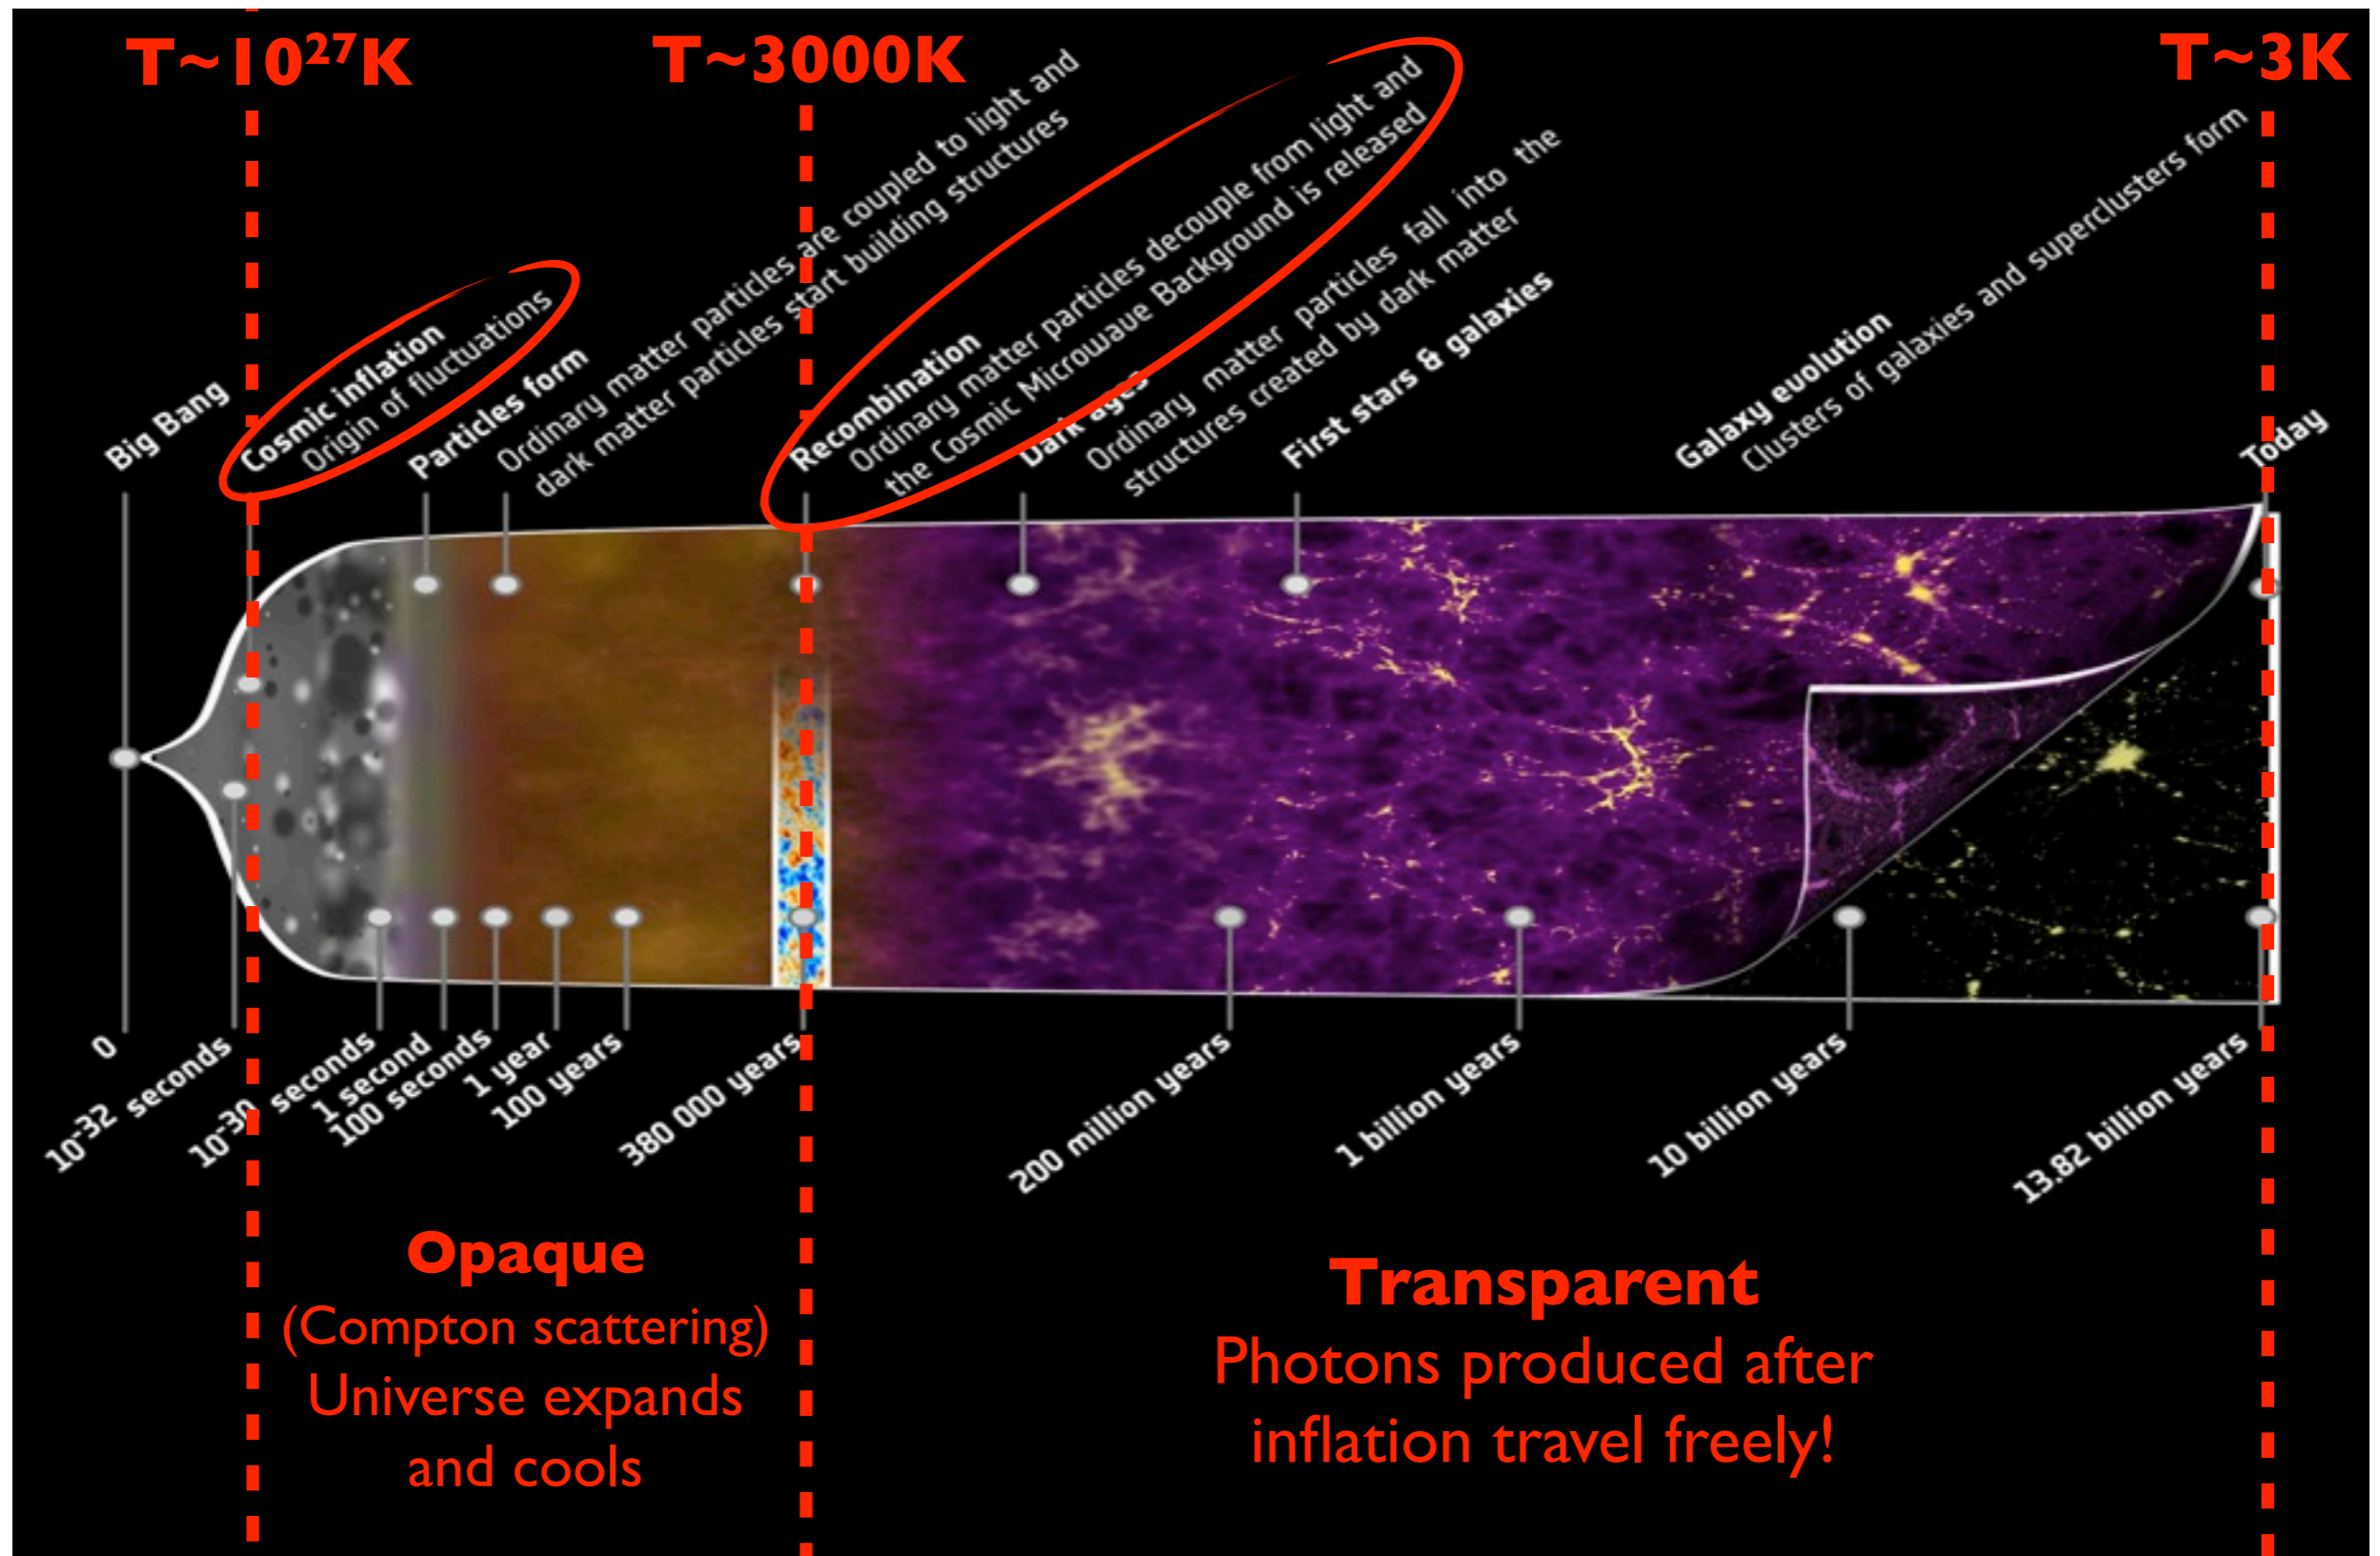 T~10²⁷K
T~3000K
T~3K
Big Bang
Cosmic inflation
Origin of fluctuations
Particles form
Ordinary matter particles are coupled to light and
dark matter particles start building structures
Recombination
Ordinary matter particles decouple from light and
the Cosmic Microwave Background is released
Dark ages
Ordinary matter particles fall into the
structures created by dark matter
First stars & galaxies
Galaxy evolution
Clusters of galaxies and superclusters form
Today
0
10⁻³² seconds
10⁻³⁰ seconds
1 second
100 seconds
1 year
100 years
380 000 years
200 million years
1 billion years
10 billion years
13.82 billion years
Opaque
(Compton scattering)
Universe expands
and cools
Transparent
Photons produced after
inflation travel freely!